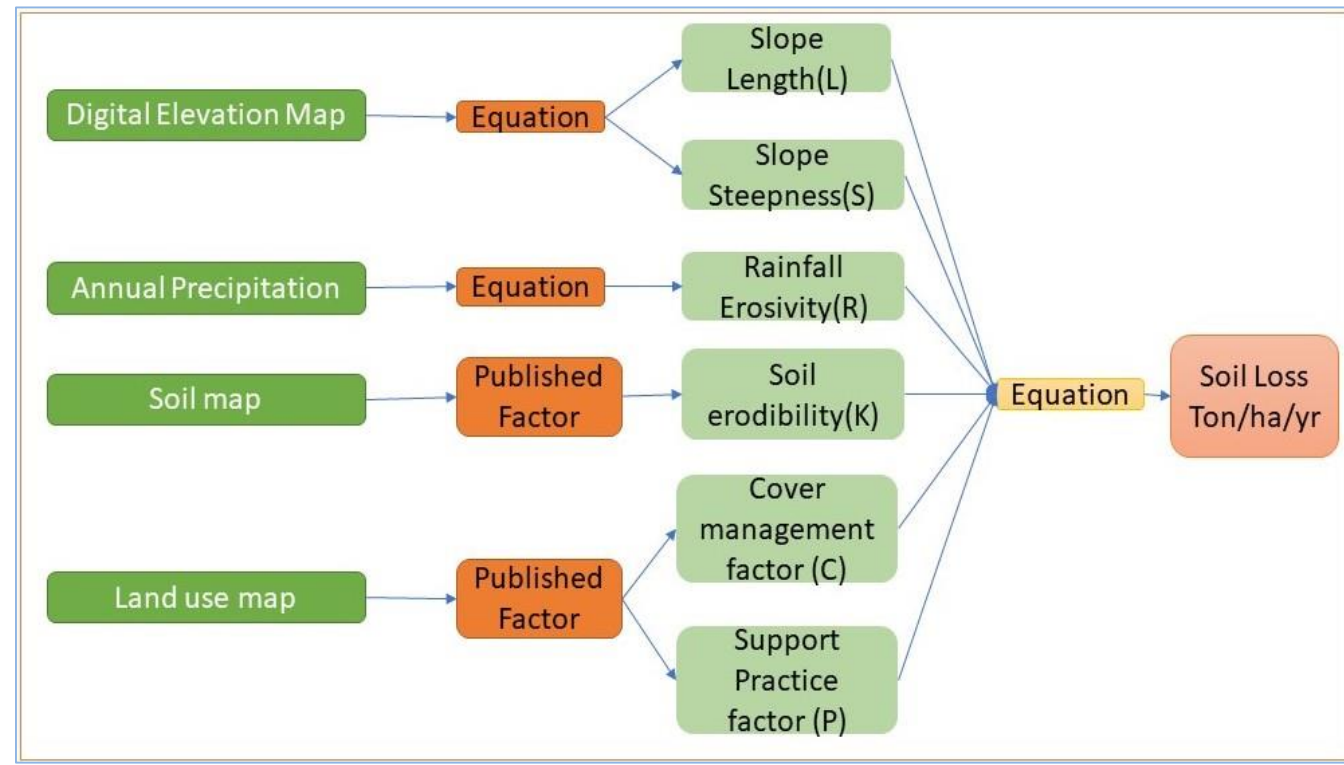 Digital Elevation Map
Equation
Slope
Length(L)
Slope
Steepness(S)
Annual Precipitation
Equation
Rainfall
Erosivity(R)
Soil map
Published
Factor
Soil
erodibility(K)
Land use map
Published
Factor
Cover
management
factor (C)
Support
Practice
factor (P)
Equation
Soil Loss
Ton/ha/yr